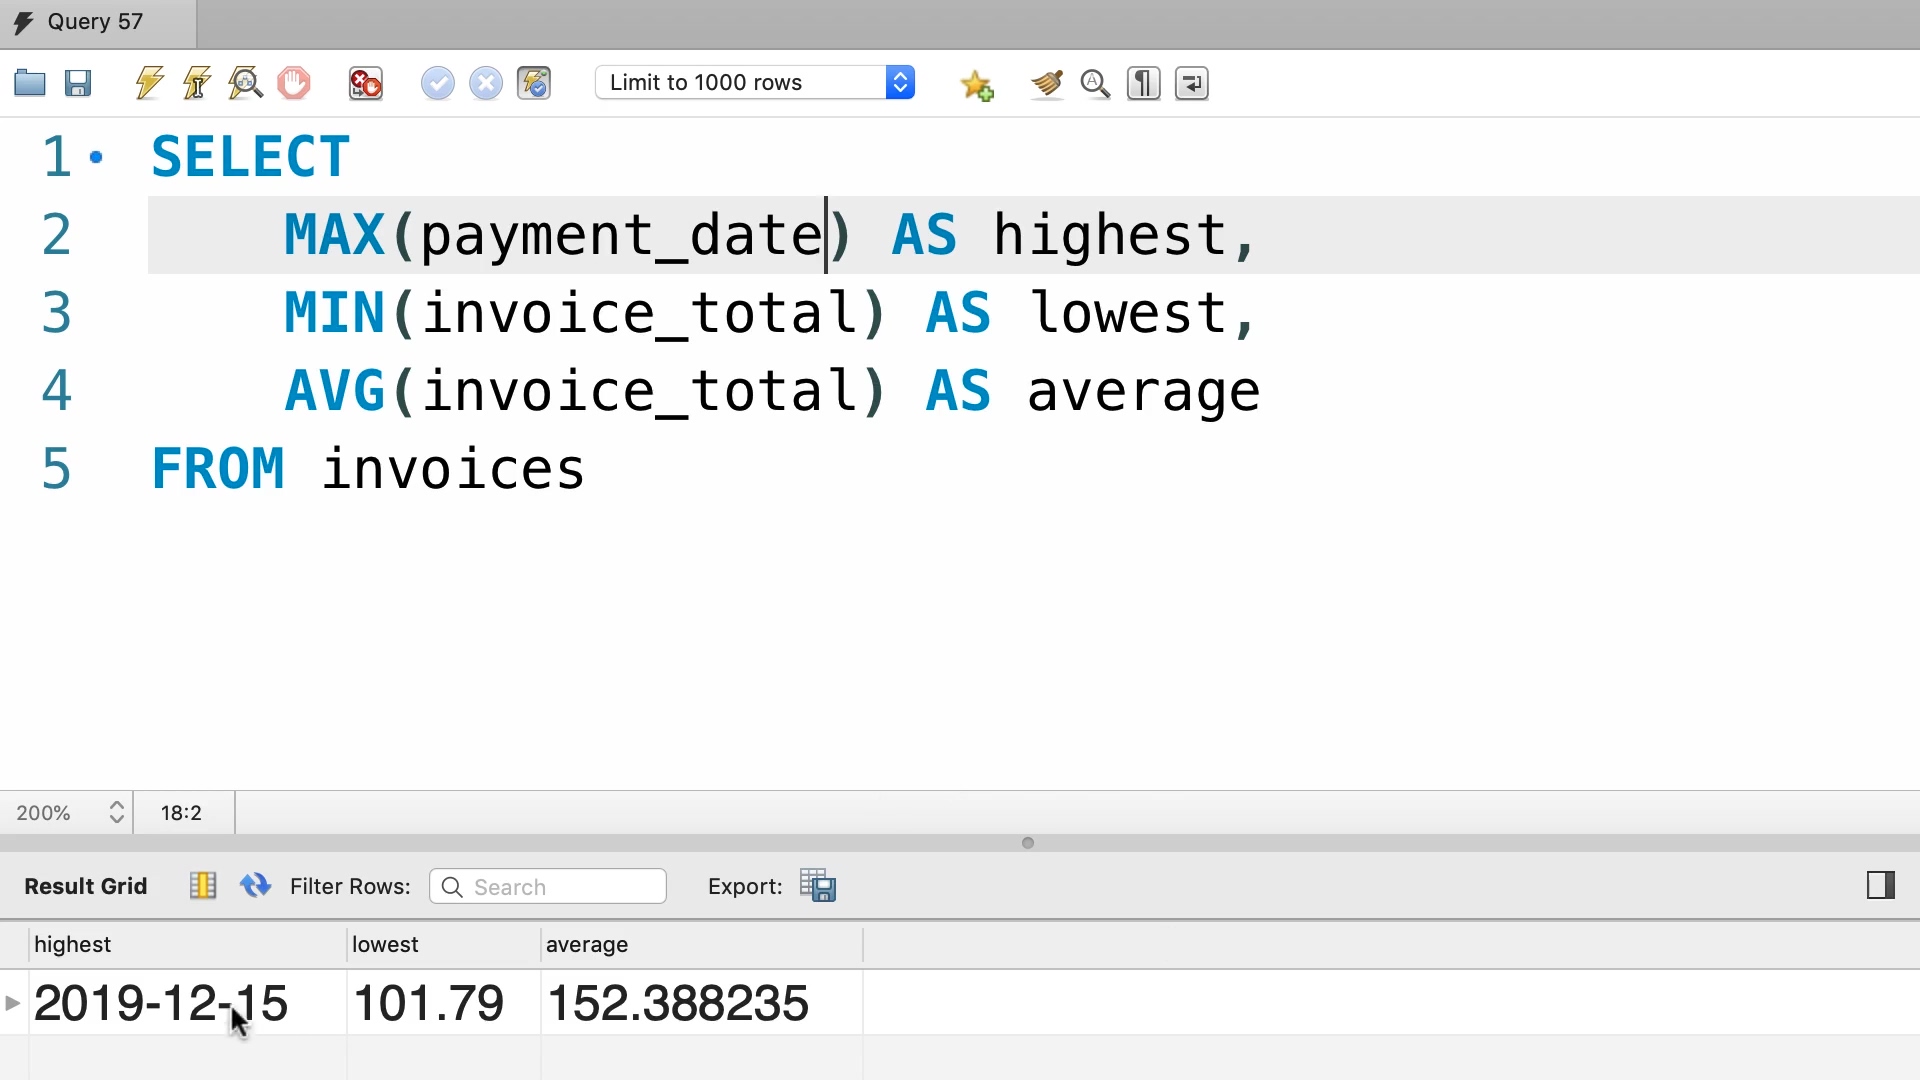 Query 57
Limit to 1000 rows
1 SELECT
2 MAX(payment_date) AS highest,
3 MIN(invoice_total) AS lowest,
4 AVG(invoice_total) AS average
5 FROM invoices
200% 18:2
Result Grid Filter Rows: Search Export:
highest lowest average
2019-12-15 101.79 152.388235